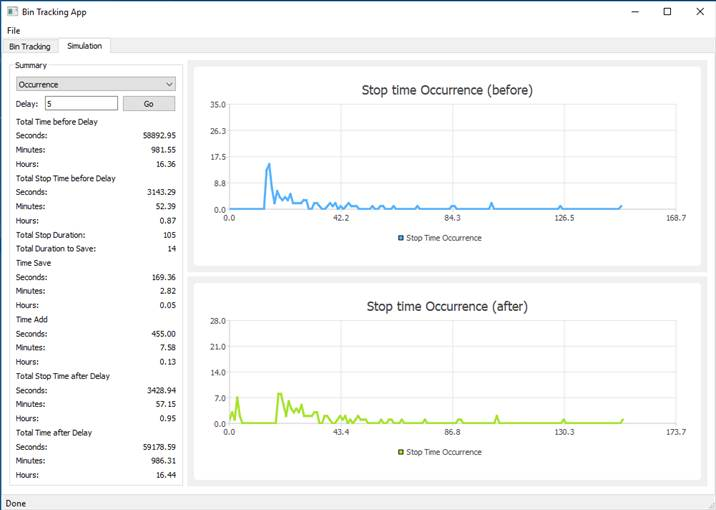 Bin Tracking App
File
Bin Tracking
Simulation
Summary
Occurrence
Delay: 5 Go
Total Time before Delay
Seconds: 58892.95
Minutes: 981.55
Hours: 16.36
Total Stop Time before Delay
Seconds: 3143.29
Minutes: 52.39
Hours: 0.87
Total Stop Duration: 105
Total Duration to Save: 14
Time Save
Seconds: 169.36
Minutes: 2.82
Hours: 0.05
Time Add
Seconds: 455.00
Minutes: 7.58
Hours: 0.13
Total Stop Time after Delay
Seconds: 3428.94
Minutes: 57.15
Hours: 0.95
Total Time after Delay
Seconds: 59178.59
Minutes: 986.31
Hours: 16.44
Stop time Occurrence (before)
35.0
26.3
17.5
8.8
0.0
0.0 42.2 84.3 126.5 168.7
Stop Time Occurrence
Stop time Occurrence (after)
28.0
21.0
14.0
7.0
0.0
0.0 43.4 86.8 130.3 173.7
Stop Time Occurrence
Done